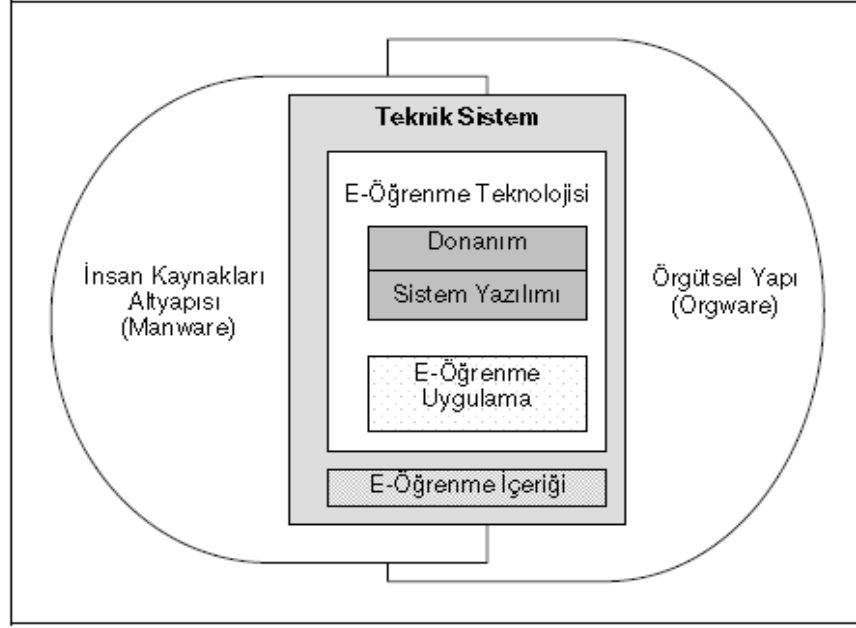 Teknik Sistem
E-Öğrenme Teknolojisi
Donanım
Sistem Yazılımı
E-Öğrenme
Uygulama
E-Öğrenme İçeriği
İnsan Kaynakları
Altyapısı
(Manware)
Örgütsel Yapı
(Orgware)